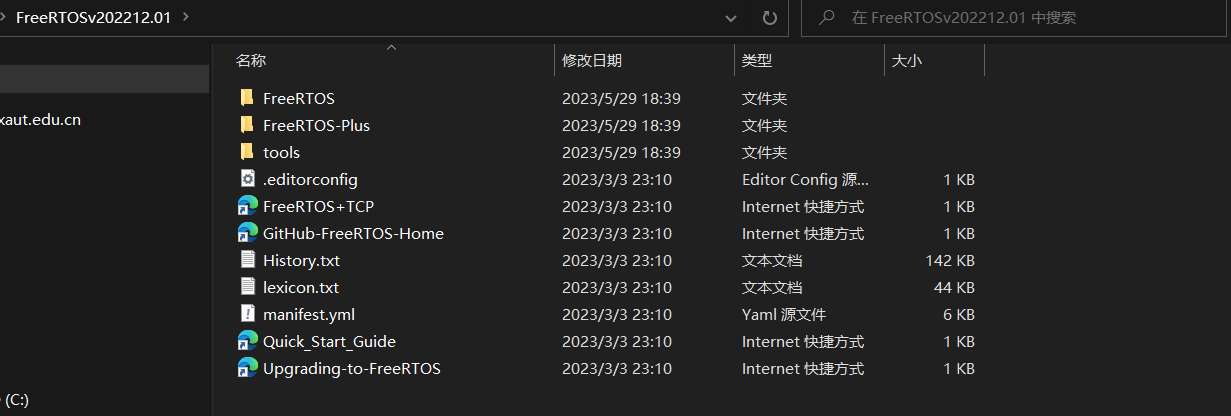 FreeRTOSv202212.01
在 FreeRTOSv202212.01 中搜索
名称 修改日期 类型 大小
FreeRTOS 2023/5/29 18:39 文件夹
xaut.edu.cn
FreeRTOS-Plus 2023/5/29 18:39 文件夹
tools 2023/5/29 18:39 文件夹
.editorconfig 2023/3/3 23:10 Editor Config 源... 1 KB
FreeRTOS+TCP 2023/3/3 23:10 Internet 快捷方式 1 KB
GitHub-FreeRTOS-Home 2023/3/3 23:10 Internet 快捷方式 1 KB
History.txt 2023/3/3 23:10 文本文档 142 KB
lexicon.txt 2023/3/3 23:10 文本文档 44 KB
manifest.yml 2023/3/3 23:10 Yaml 源文件 6 KB
Quick_Start_Guide 2023/3/3 23:10 Internet 快捷方式 1 KB
Upgrading-to-FreeRTOS 2023/3/3 23:10 Internet 快捷方式 1 KB
(C:)